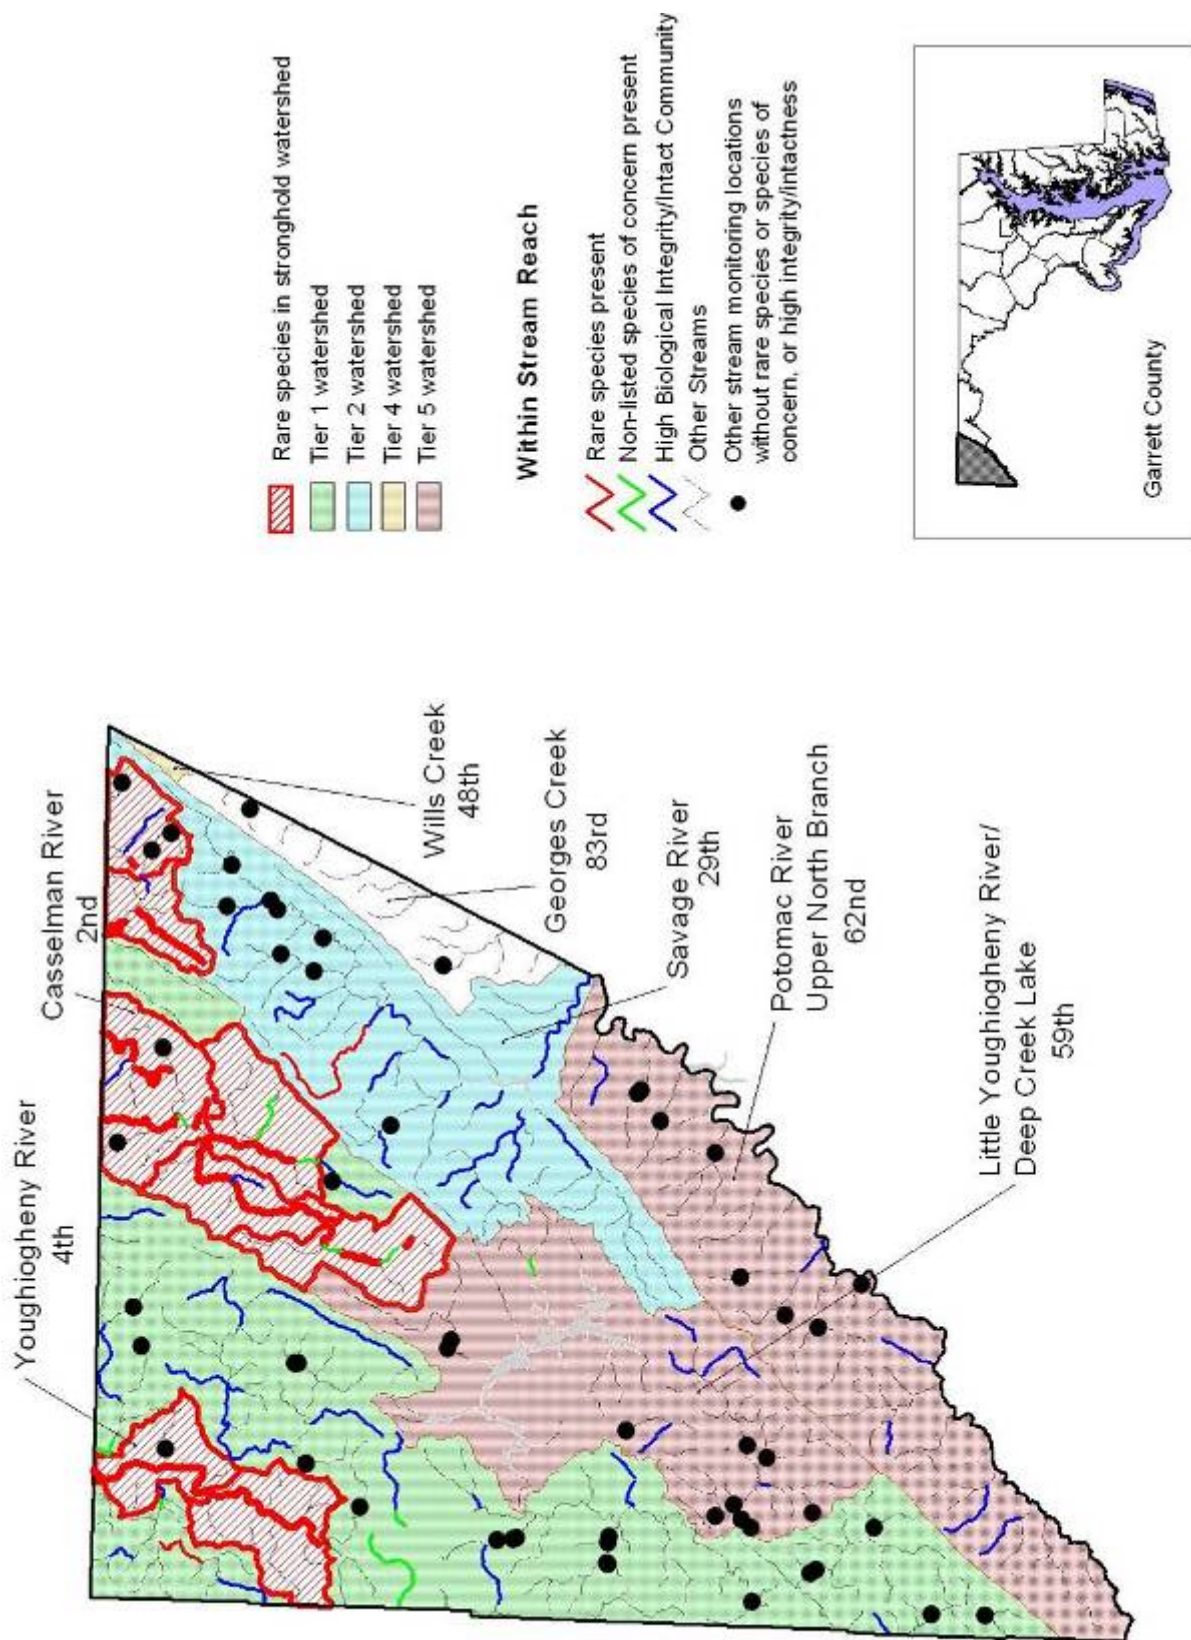 Youghiogheny River
4th
Casselman River
2nd
Wills Creek
48th
Georges Creek
83rd
Savage River
29th
Potomac River
Upper North Branch
62nd
Little Youghiogheny River/
Deep Creek Lake
59th
Rare species in stronghold watershed
Tier 1 watershed
Tier 2 watershed
Tier 4 watershed
Tier 5 watershed
Within Stream Reach
Rare species present
Non-listed species of concern present
High Biological Integrity/Intact Community
Other Streams
Other stream monitoring locations
without rare species or species of
concern, or high integrity/intactness
Garrett County